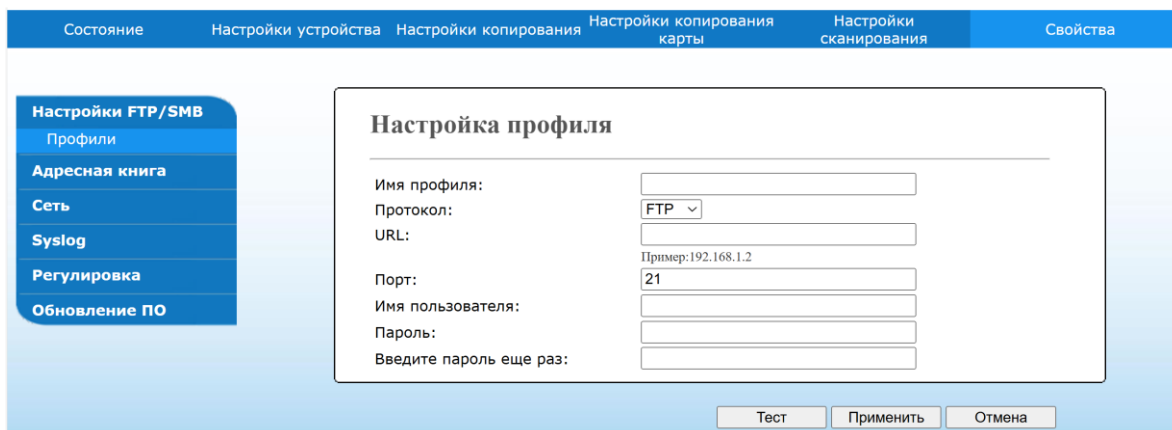 Состояние
Настройки устройства
Настройки копирования
Настройки копирования
карты
Настройки
сканирования
Свойства
Настройки FTP/SMB
Профили
Адресная книга
Сеть
Syslog
Регулировка
Обновление ПО
Настройка профиля
Имя профиля:
Протокол: FTP
URL:
Пример:192.168.1.2
Порт: 21
Имя пользователя:
Пароль:
Введите пароль еще раз:
Тест Применить Отмена